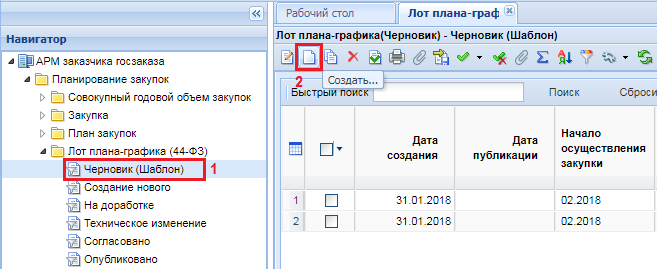 Навигатор
АРМ заказчика госзаказа
Планирование закупок
Совокупный годовой объем закупок
Закупка
План закупок
Лот плана-графика (44-ФЗ)
Черновик (Шаблон)
1
Создание нового
На доработке
Техническое изменение
Согласовано
Опубликовано
Рабочий стол
Лот плана-граф
Лот плана-графика(Черновик) - Черновик (Шаблон)
2
Создать...
Быстрый поиск
Поиск
Сброси
Дата создания
Дата публикации
Начало осуществления закупки
1
31.01.2018
02.2018
2
31.01.2018
02.2018